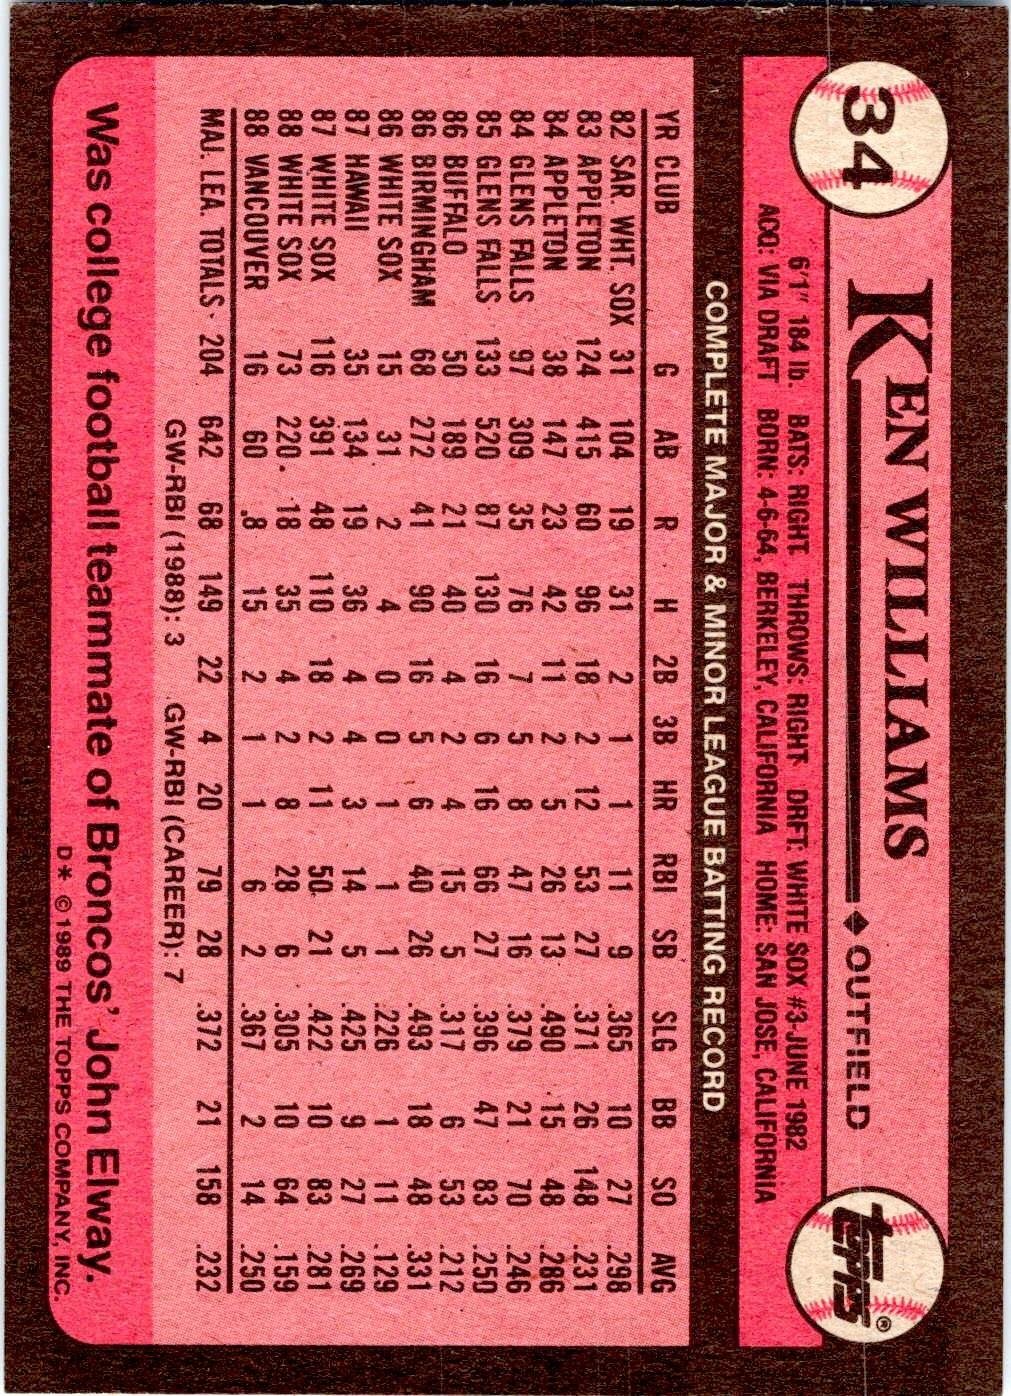 34
KEN WILLIAMS ◆ OUTFIELD
TOPPS®
6'1" 184 lb. BATS: RIGHT THROWS: RIGHT DRFT: WHITE SOX #3-JUNE 1982
ACQ: VIA DRAFT BORN: 4-6-64, BERKELEY, CALIFORNIA HOME: SAN JOSE, CALIFORNIA
COMPLETE MAJOR & MINOR LEAGUE BATTING RECORD
YR CLUB G AB R H 2B 3B HR RBI SB SLG BB SO AVG
82 SAR. WHT. SOX 31 104 19 31 2 1 1 11 9 .365 10 27 .298
83 APPLETON 124 415 60 96 18 2 12 53 27 .371 26 148 .231
84 APPLETON 38 147 23 42 11 2 5 26 13 .490 15 48 .286
84 GLENS FALLS 97 309 35 76 7 5 8 47 16 .379 21 70 .246
85 GLENS FALLS 133 520 87 130 16 6 16 66 27 .396 47 83 .250
86 BUFFALO 50 189 21 40 4 2 4 15 5 .317 6 53 .212
86 BIRMINGHAM 68 272 41 90 16 5 6 40 26 .493 18 48 .331
86 WHITE SOX 15 31 2 4 0 0 1 1 1 .226 1 11 .129
87 HAWAII 35 134 19 36 4 4 3 14 5 .425 9 27 .269
87 WHITE SOX 116 391 48 110 18 2 11 50 21 .422 10 83 .281
88 WHITE SOX 73 220 18 35 4 2 8 28 6 .305 10 64 .159
88 VANCOUVER 16 60 8 15 2 1 1 6 2 .367 2 14 .250
MAJ. LEA. TOTALS 204 642 68 149 22 4 20 79 28 .372 21 158 .232
GW-RBI (1988): 3 GW-RBI (CAREER): 7
Was college football teammate of Broncos' John Elway.
D* © 1989 THE TOPPS COMPANY, INC.